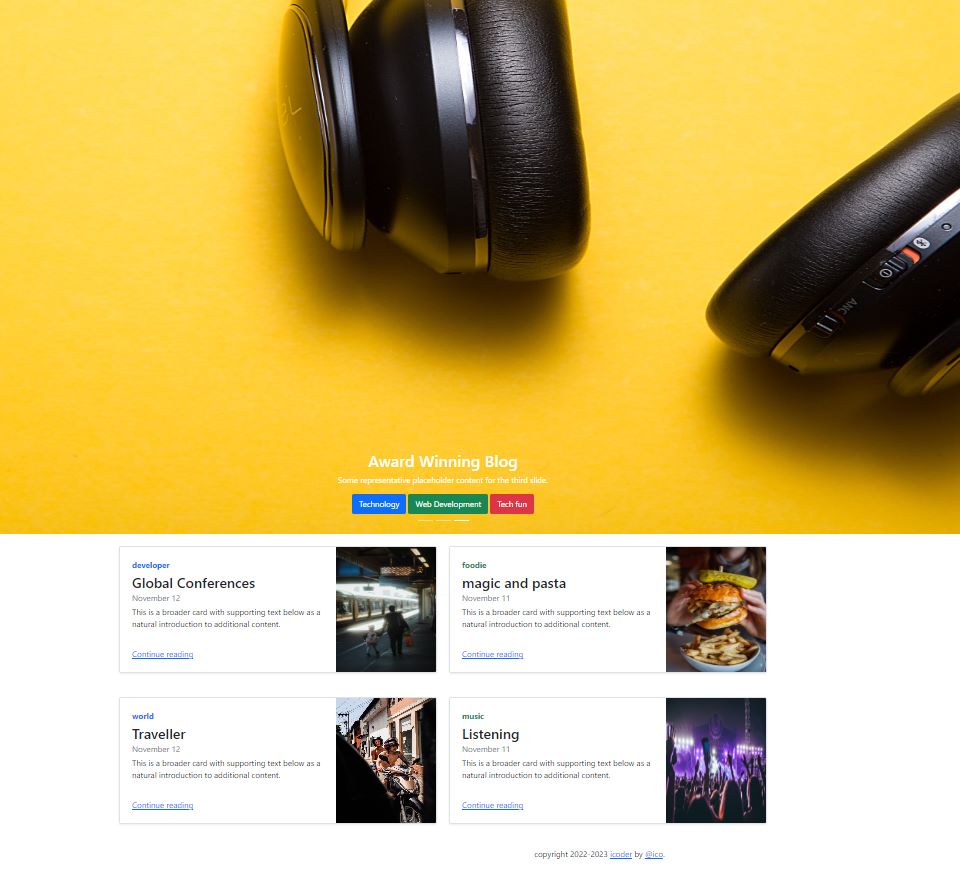 ANC
Award Winning Blog
Some representative placeholder content for the third slide.
Technology Web Development Tech fun
developer
Global Conferences
November 12
This is a broader card with supporting text below as a
natural introduction to additional content.
Continue reading
foodie
magic and pasta
November 11
This is a broader card with supporting text below as a
natural introduction to additional content.
Continue reading
world
Traveller
November 12
This is a broader card with supporting text below as a
natural introduction to additional content.
Continue reading
music
Listening
November 11
This is a broader card with supporting text below as a
natural introduction to additional content.
Continue reading
copyright 2022-2023 icoder by @ico.